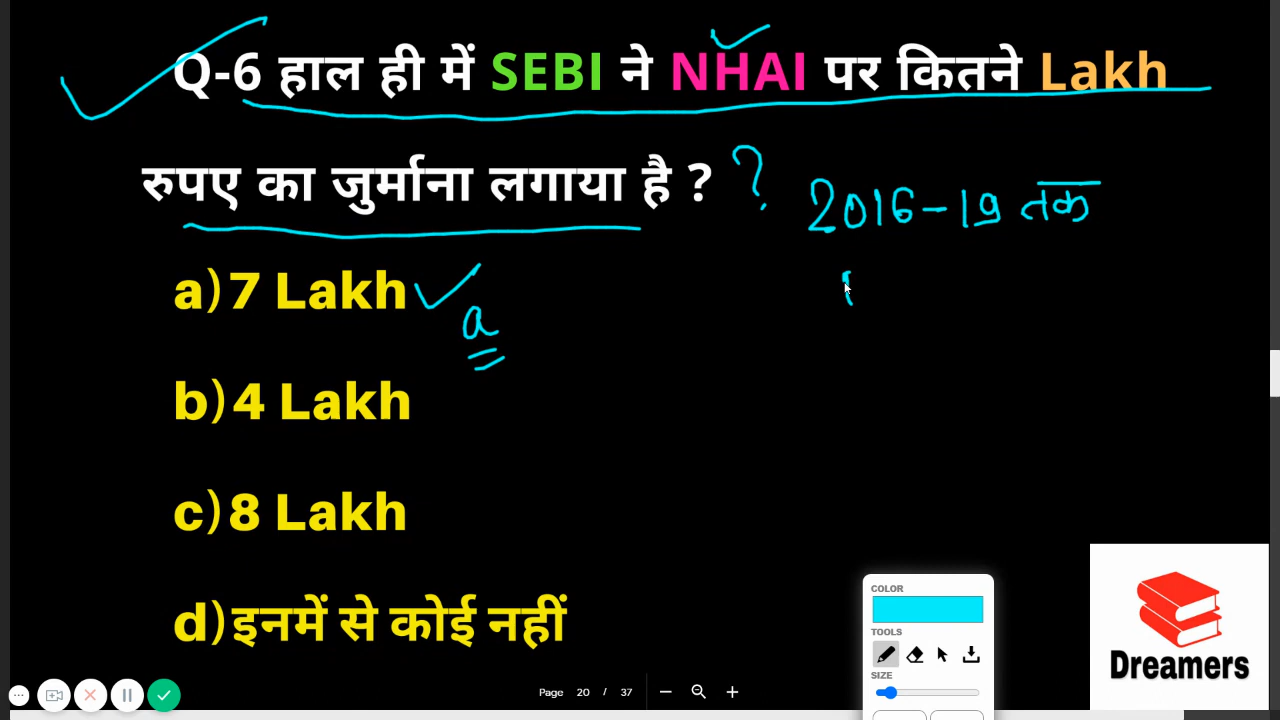 Q-6 हाल ही में SEBI ने NHAI पर कितने Lakh
रुपए का जुर्माना लगाया है ? ?
2016-19 तक
a) 7 Lakh
a
b) 4 Lakh
c) 8 Lakh
d) इनमें से कोई नहीं
COLOR
TOOLS
SIZE
Dreamers
Page 20 / 37